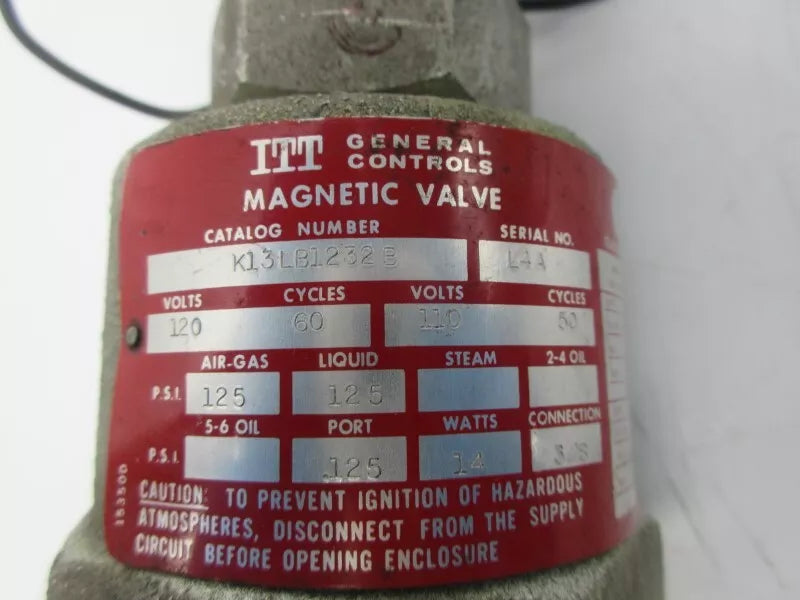 ITT GENERAL CONTROLS
MAGNETIC VALVE
CATALOG NUMBER SERIAL NO.
K13LB1232B L4A
VOLTS CYCLES VOLTS CYCLES
120 60 110 50
AIR-GAS LIQUID STEAM 2-4 OIL
P.S.I. 125 125
5-6 OIL PORT WATTS CONNECTION
P.S.I. .125 14 3/8
CAUTION: TO PREVENT IGNITION OF HAZARDOUS
ATMOSPHERES, DISCONNECT FROM THE SUPPLY
CIRCUIT BEFORE OPENING ENCLOSURE
15350D